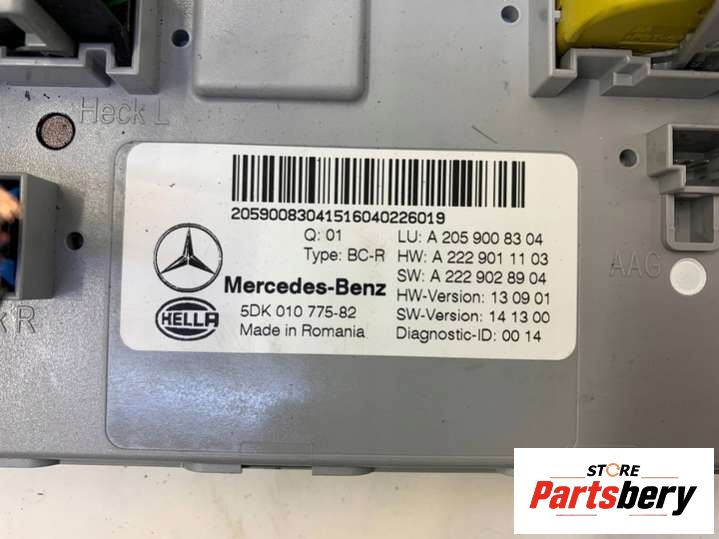 Heck L
20590083041516040226019
Q: 01
Type: BC-R
LU: A 205 900 83 04
HW: A 222 901 11 03
SW: A 222 902 89 04
Mercedes-Benz
HELLA
5DK 010 775-82
Made in Romania
HW-Version: 13 09 01
SW-Version: 14 13 00
Diagnostic-ID: 00 14
AAG
R
STORE
Partsbery